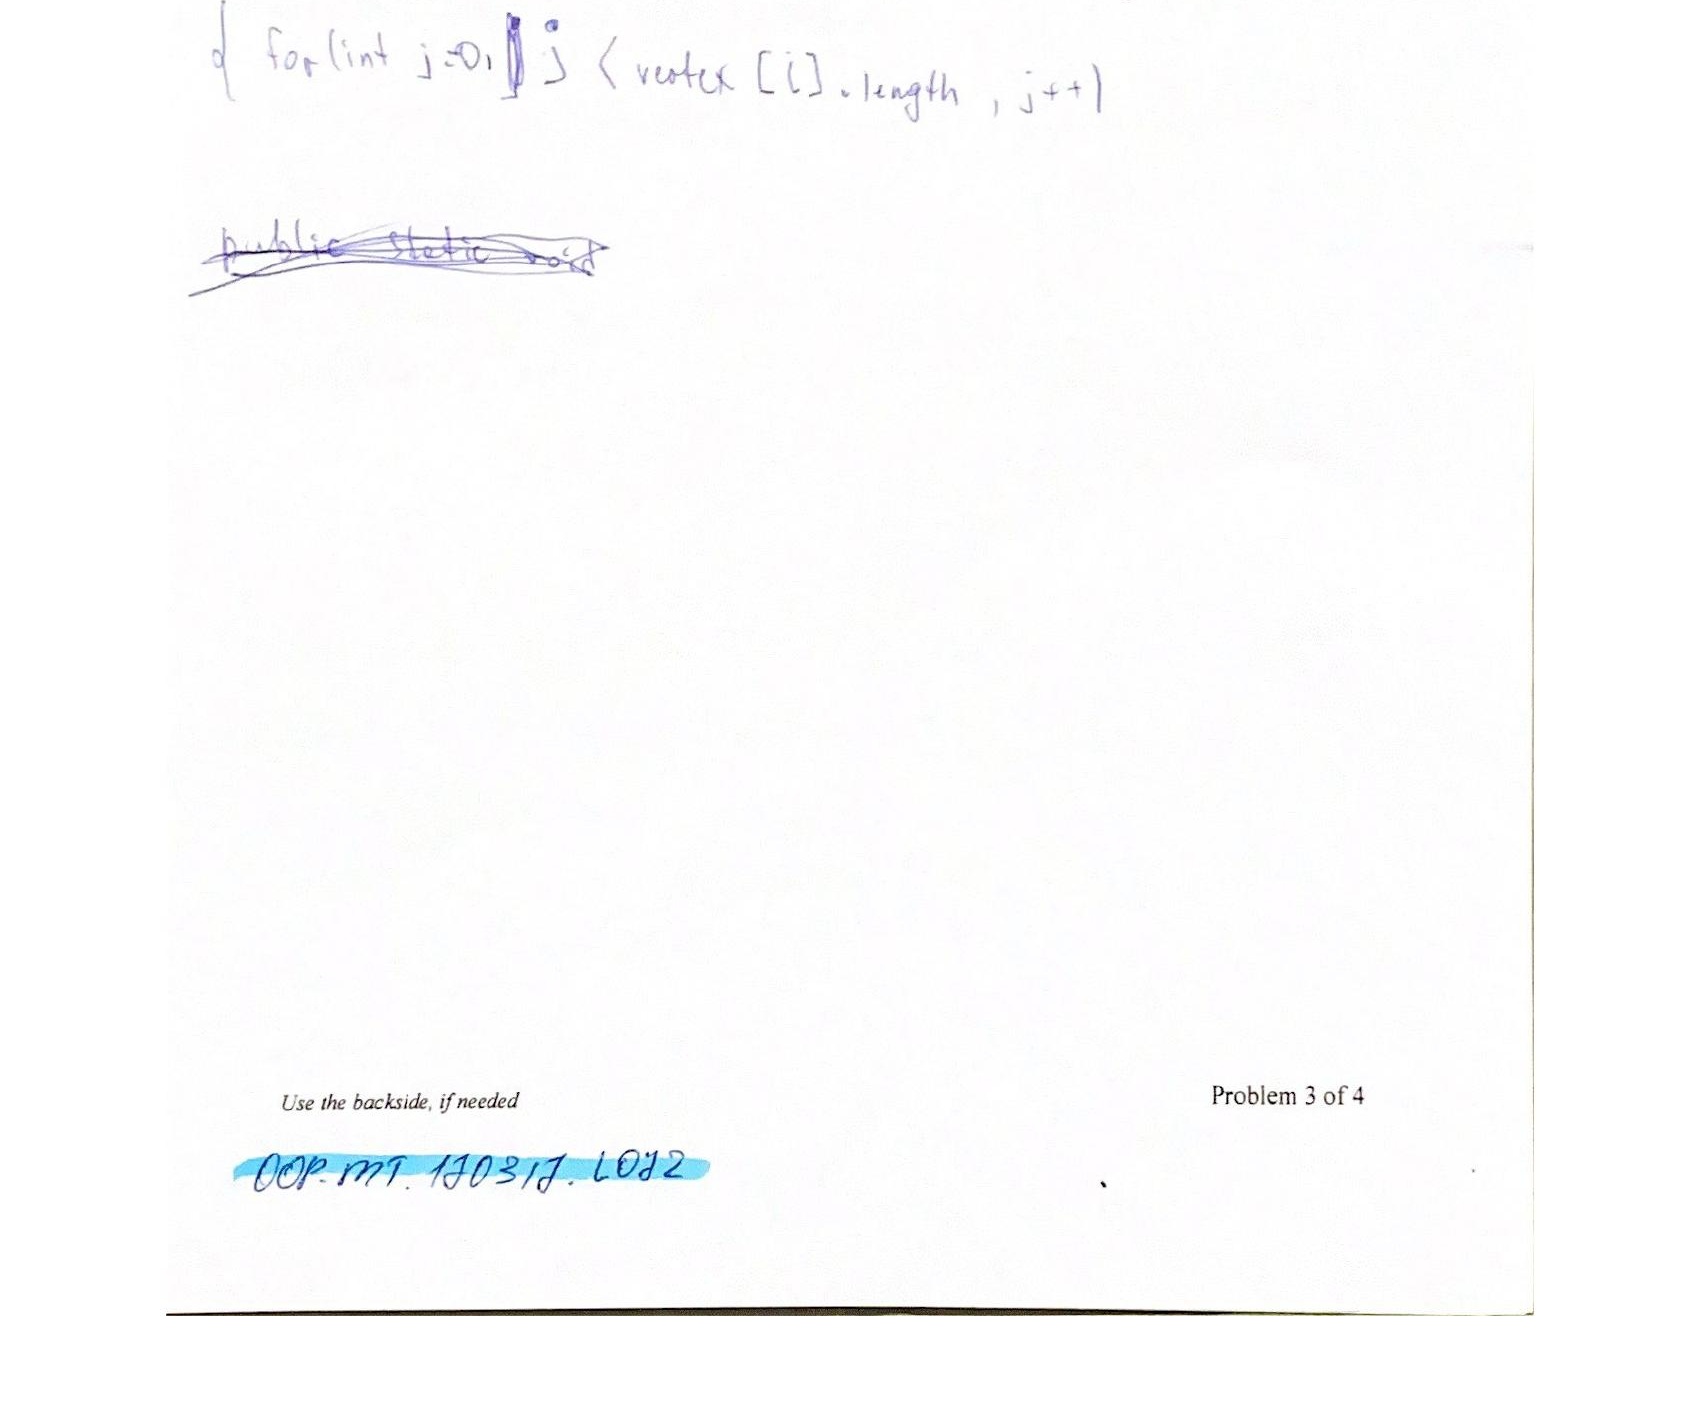 { for(int j=0, j < vertex [i].length , j++)
public static void
Use the backside, if needed
Problem 3 of 4
OOP. MT. 170317. L072